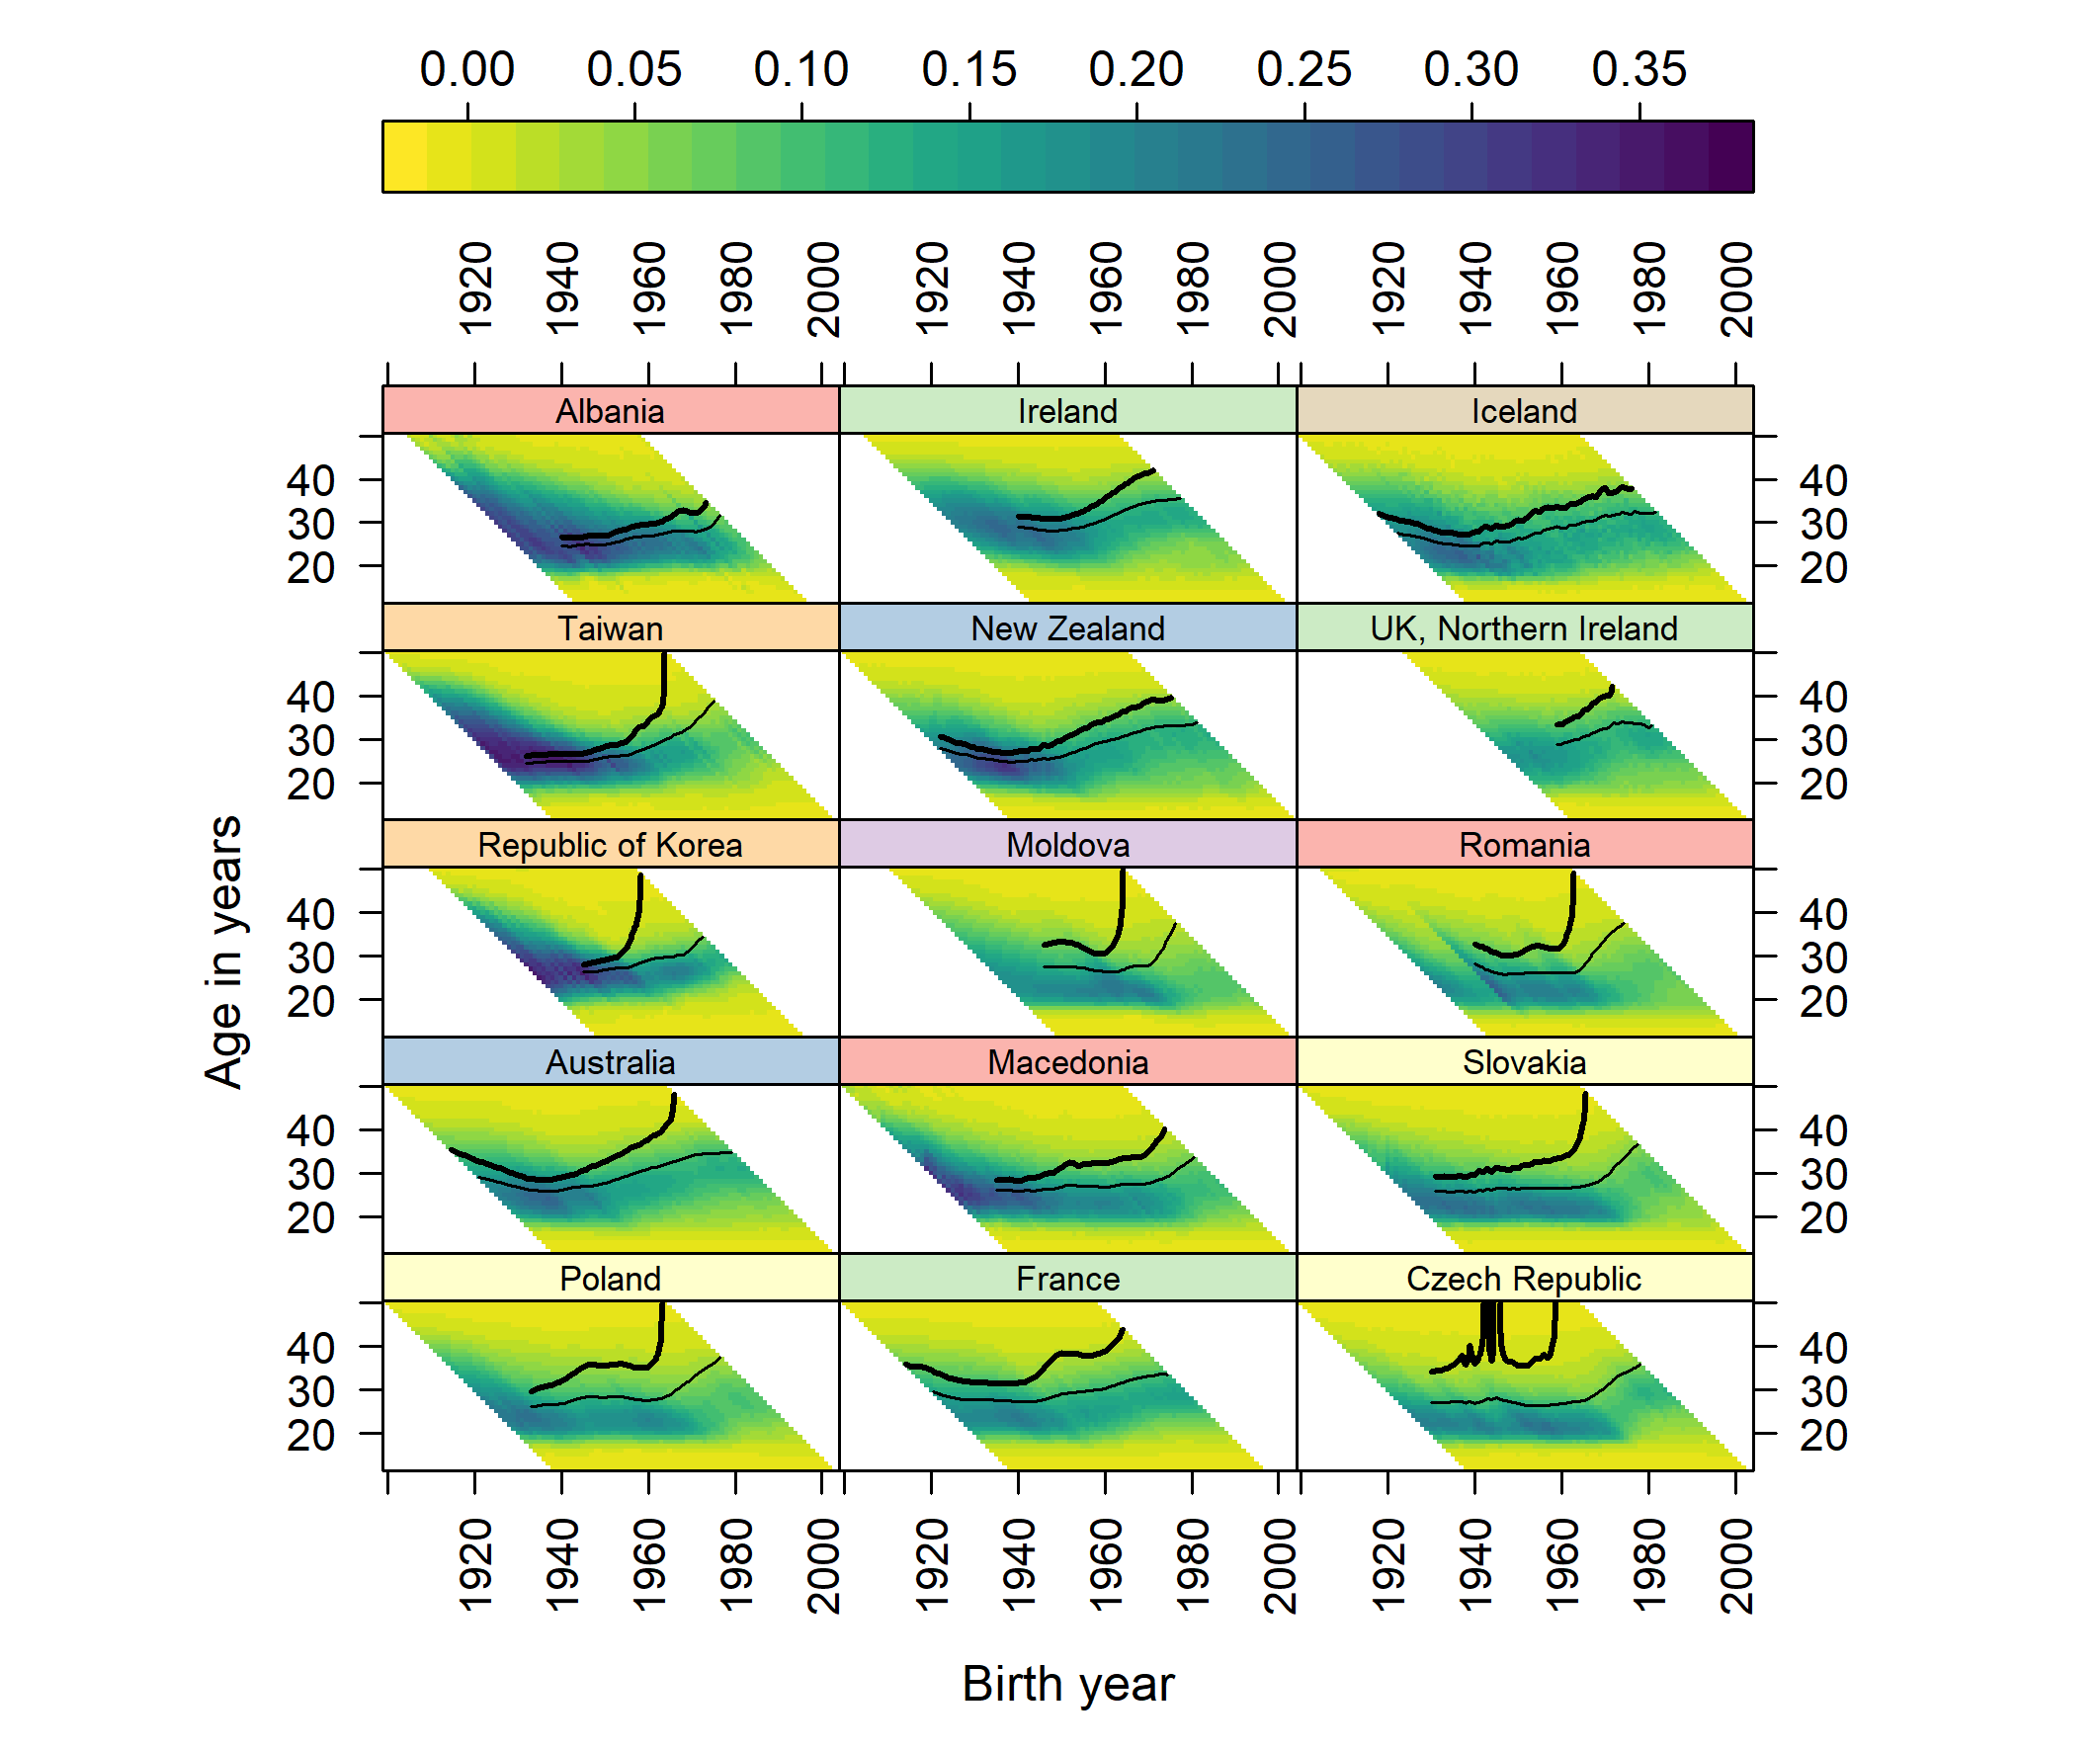 0.00 0.05 0.10 0.15 0.20 0.25 0.30 0.35
1920 1940 1960 1980 2000 1920 1940 1960 1980 2000 1920 1940 1960 1980 2000
Albania Ireland Iceland
40 40
30 30
20 20
Taiwan New Zealand UK, Northern Ireland
40 40
30 30
20 20
Republic of Korea Moldova Romania
40 40
30 30
20 20
Australia Macedonia Slovakia
40 40
30 30
20 20
Poland France Czech Republic
40 40
30 30
20 20
Age in years
1920 1940 1960 1980 2000 1920 1940 1960 1980 2000 1920 1940 1960 1980 2000
Birth year